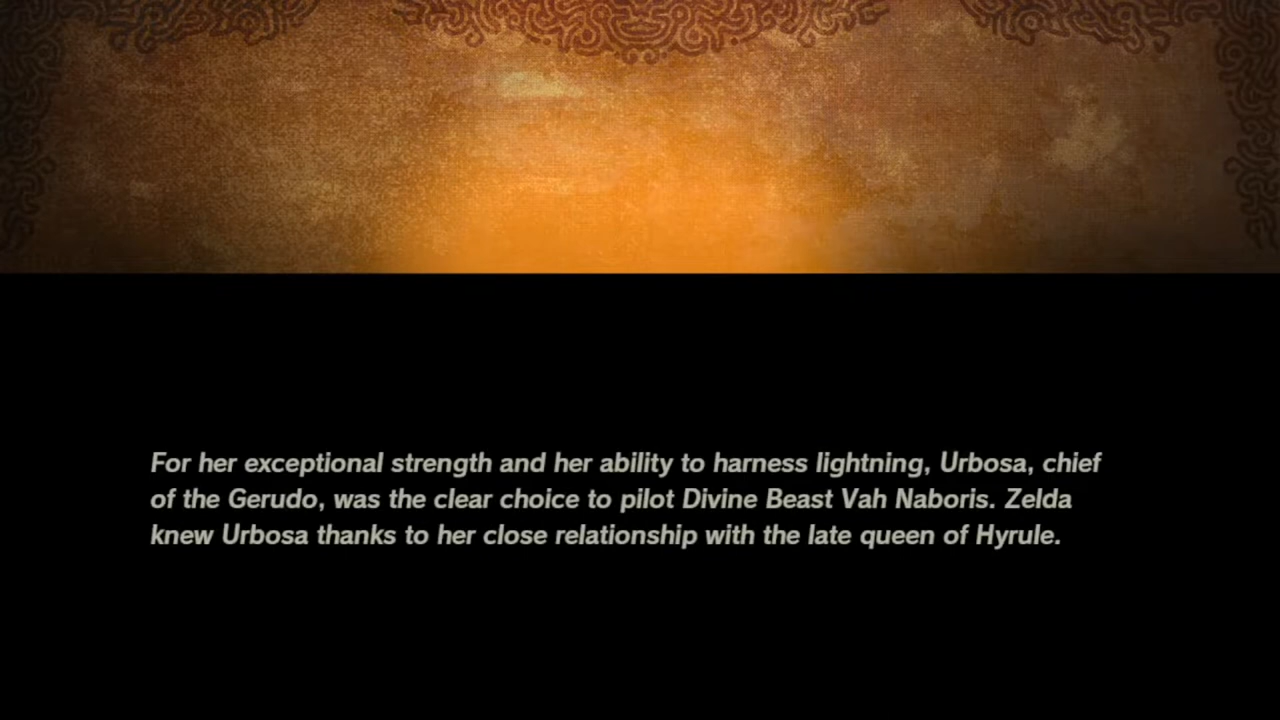 For her exceptional strength and her ability to harness lightning, Urbosa, chief
of the Gerudo, was the clear choice to pilot Divine Beast Vah Naboris. Zelda
knew Urbosa thanks to her close relationship with the late queen of Hyrule.